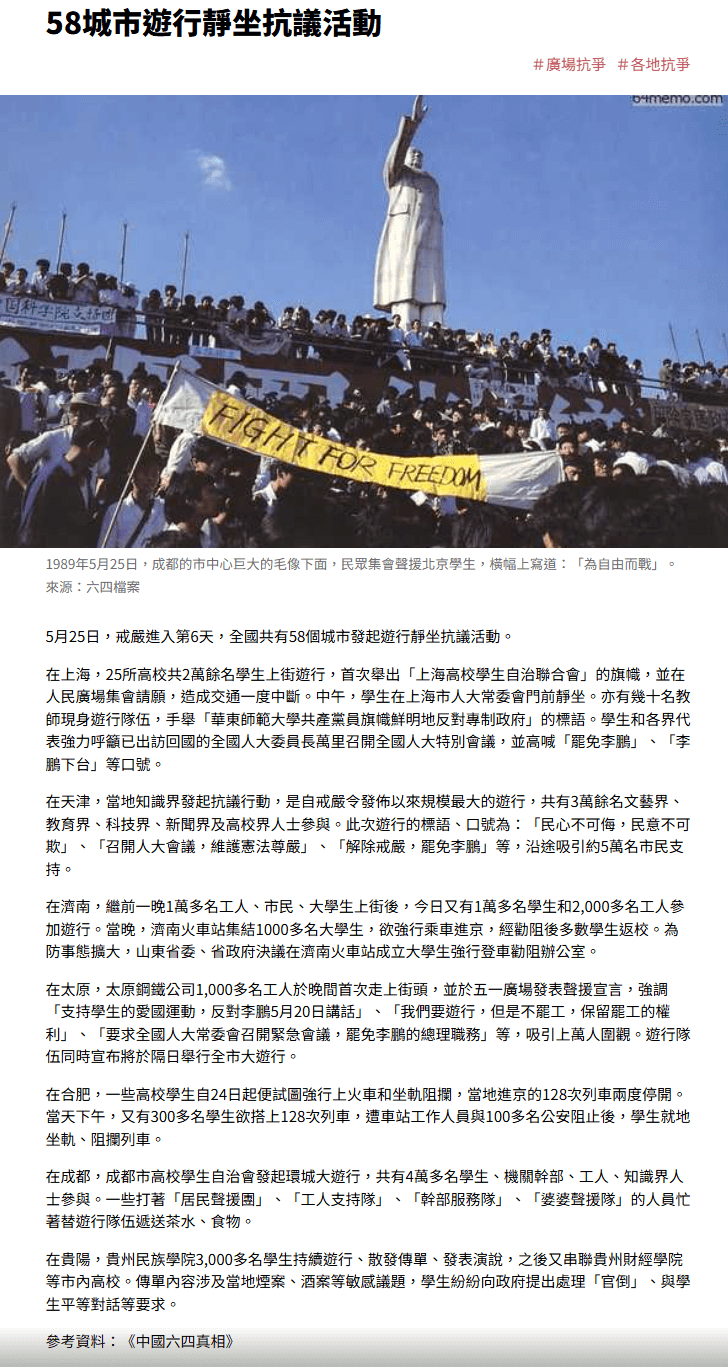 58城市遊行靜坐抗議活動
＃廣場抗爭 ＃各地抗爭
64memo.com
国科学院支援團
FIGHT FOR FREEDOM
1989年5月25日，成都的市中心巨大的毛像下面，民眾集會聲援北京學生，橫幅上寫道：「為自由而戰」。
來源：六四檔案
5月25日，戒嚴進入第6天，全國共有58個城市發起遊行靜坐抗議活動。
在上海，25所高校共2萬餘名學生上街遊行，首次舉出「上海高校學生自治聯合會」的旗幟，並在
人民廣場集會請願，造成交通一度中斷。中午，學生在上海市人大常委會門前靜坐。亦有幾十名教
師現身遊行隊伍，手舉「華東師範大學共產黨員旗幟鮮明地反對專制政府」的標語。學生和各界代
表強力呼籲已出訪回國的全國人大委員長萬里召開全國人大特別會議，並高喊「罷免李鵬」、「李
鵬下台」等口號。
在天津，當地知識界發起抗議行動，是自戒嚴令發佈以來規模最大的遊行，共有3萬餘名文藝界、
教育界、科技界、新聞界及高校界人士參與。此次遊行的標語、口號為：「民心不可侮，民意不可
欺」、「召開人大會議，維護憲法尊嚴」、「解除戒嚴，罷免李鵬」等，沿途吸引約5萬名市民支
持。
在濟南，繼前一晚1萬多名工人、市民、大學生上街後，今日又有1萬多名學生和2,000多名工人參
加遊行。當晚，濟南火車站集結1000多名大學生，欲強行乘車進京，經勸阻後多數學生返校。為
防事態擴大，山東省委、省政府決議在濟南火車站成立大學生強行登車勸阻辦公室。
在太原，太原鋼鐵公司1,000多名工人於晚間首次走上街頭，並於五一廣場發表聲援宣言，強調
「支持學生的愛國運動，反對李鵬5月20日講話」、「我們要遊行，但是不罷工，保留罷工的權
利」、「要求全國人大常委會召開緊急會議，罷免李鵬的總理職務」等，吸引上萬人圍觀。遊行隊
伍同時宣布將於隔日舉行全市大遊行。
在合肥，一些高校學生自24日起便試圖強行上火車和坐軌阻攔，當地進京的128次列車兩度停開。
當天下午，又有300多名學生欲搭上128次列車，遭車站工作人員與100多名公安阻止後，學生就地
坐軌、阻攔列車。
在成都，成都市高校學生自治會發起環城大遊行，共有4萬多名學生、機關幹部、工人、知識界人
士參與。一些打著「居民聲援團」、「工人支持隊」、「幹部服務隊」、「婆婆聲援隊」的人員忙
著替遊行隊伍遞送茶水、食物。
在貴陽，貴州民族學院3,000多名學生持續遊行、散發傳單、發表演說，之後又串聯貴州財經學院
等市內高校。傳單內容涉及當地煙案、酒案等敏感議題，學生紛紛向政府提出處理「官倒」、與學
生平等對話等要求。
參考資料：《中國六四真相》